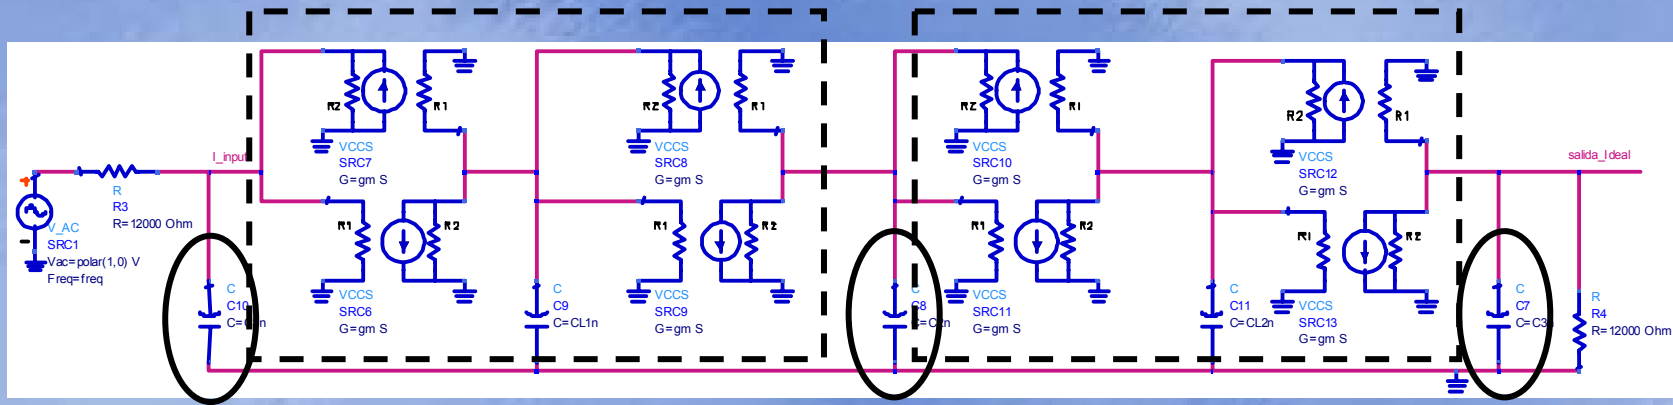 I_input
V_AC
SRC1
Vac=polar(1,0) V
Freq=freq
R
R3
R=12000 Ohm
C
C10
R2
R1
VCCS
SRC7
G=gm S
R1
R2
VCCS
SRC6
G=gm S
C
C9
C=CL1n
R2
R1
VCCS
SRC8
G=gm S
R1
R2
VCCS
SRC9
G=gm S
C
C8
R2
R1
VCCS
SRC10
G=gm S
R1
R2
VCCS
SRC11
G=gm S
C
C11
C=CL2n
R2
R1
VCCS
SRC12
G=gm S
R1
R2
VCCS
SRC13
G=gm S
salida_Ideal
C
C7
R
R4
R=12000 Ohm